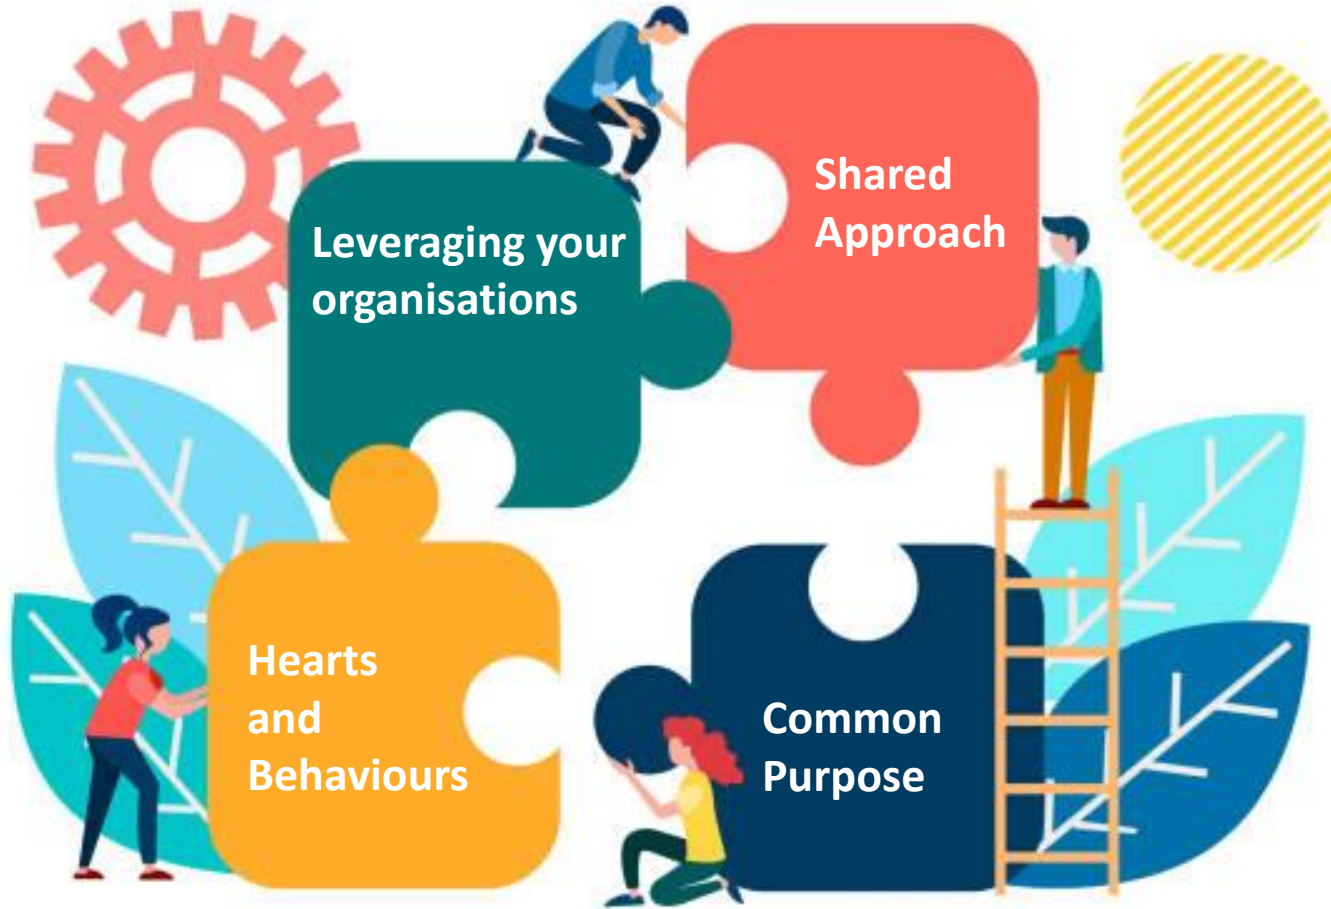 Leveraging your
organisations
Shared
Approach
Hearts
and
Behaviours
Common
Purpose